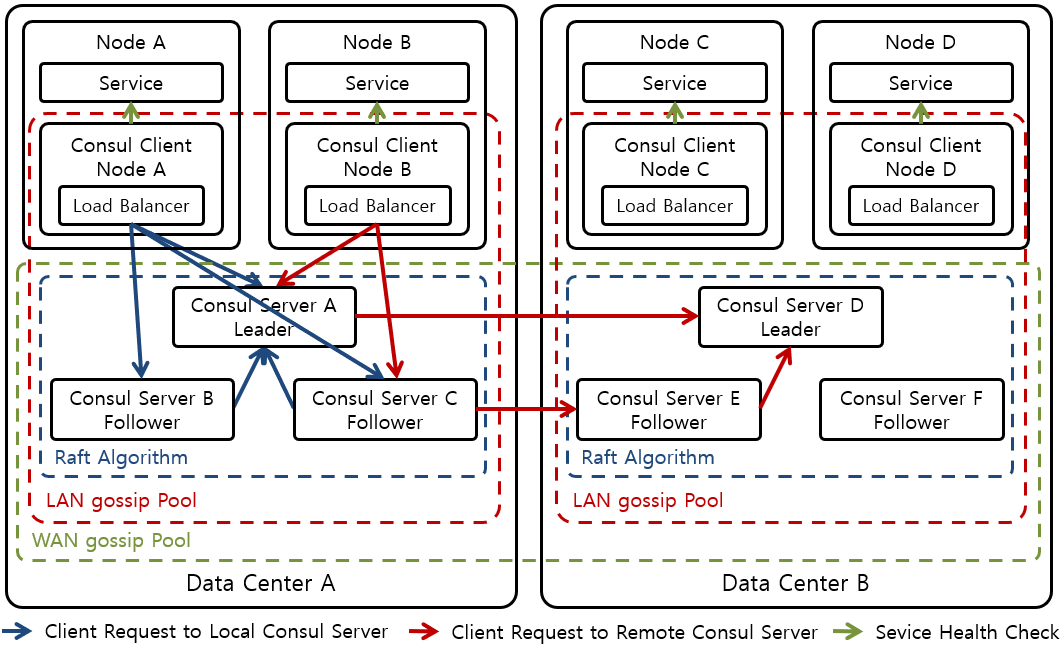 Node A
Service
Consul Client
Node A
Load Balancer
Node B
Service
Consul Client
Node B
Load Balancer
Consul Server A
Leader
Consul Server B
Follower
Consul Server C
Follower
Raft Algorithm
LAN gossip Pool
WAN gossip Pool
Data Center A
Node C
Service
Consul Client
Node C
Load Balancer
Node D
Service
Consul Client
Node D
Load Balancer
Consul Server D
Leader
Consul Server E
Follower
Consul Server F
Follower
Raft Algorithm
LAN gossip Pool
Data Center B
Client Request to Local Consul Server
Client Request to Remote Consul Server
Sevice Health Check